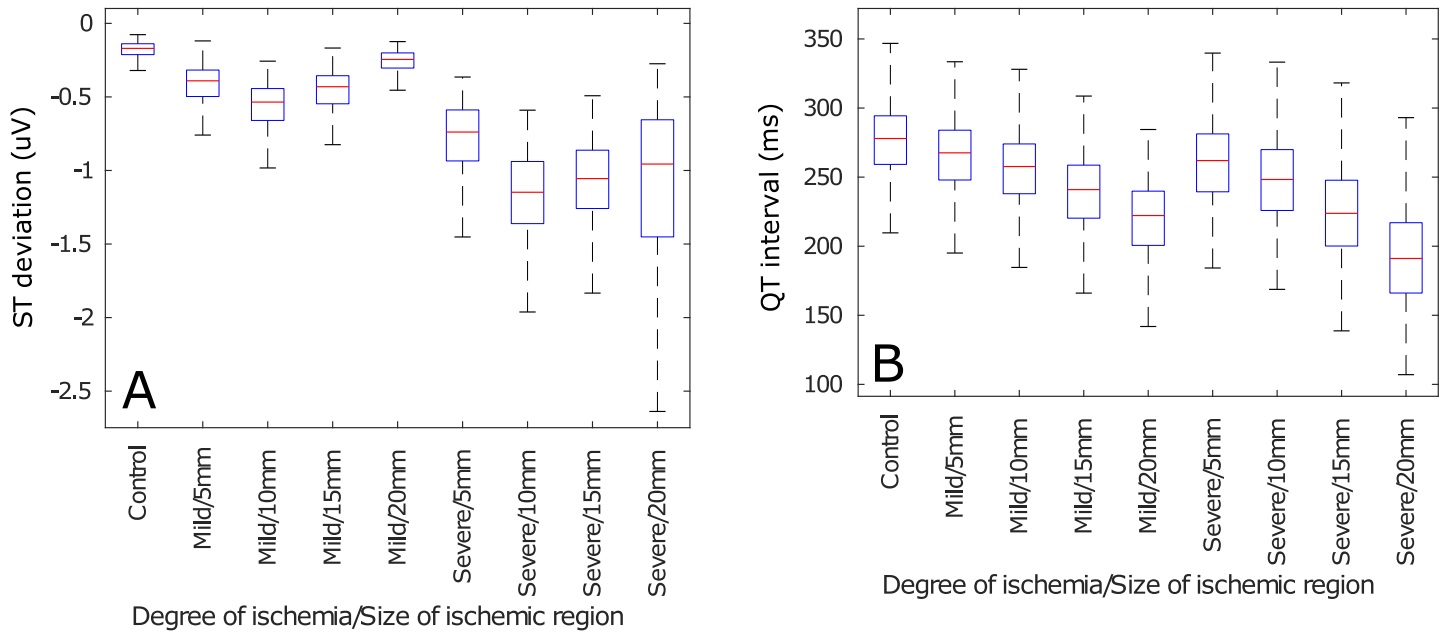 0
-0.5
-1
-1.5
-2
-2.5
ST deviation (uV)
A
Control
Mild/5mm
Mild/10mm
Mild/15mm
Mild/20mm
Severe/5mm
Severe/10mm
Severe/15mm
Severe/20mm
Degree of ischemia/Size of ischemic region
350
300
250
200
150
100
QT interval (ms)
B
Control
Mild/5mm
Mild/10mm
Mild/15mm
Mild/20mm
Severe/5mm
Severe/10mm
Severe/15mm
Severe/20mm
Degree of ischemia/Size of ischemic region